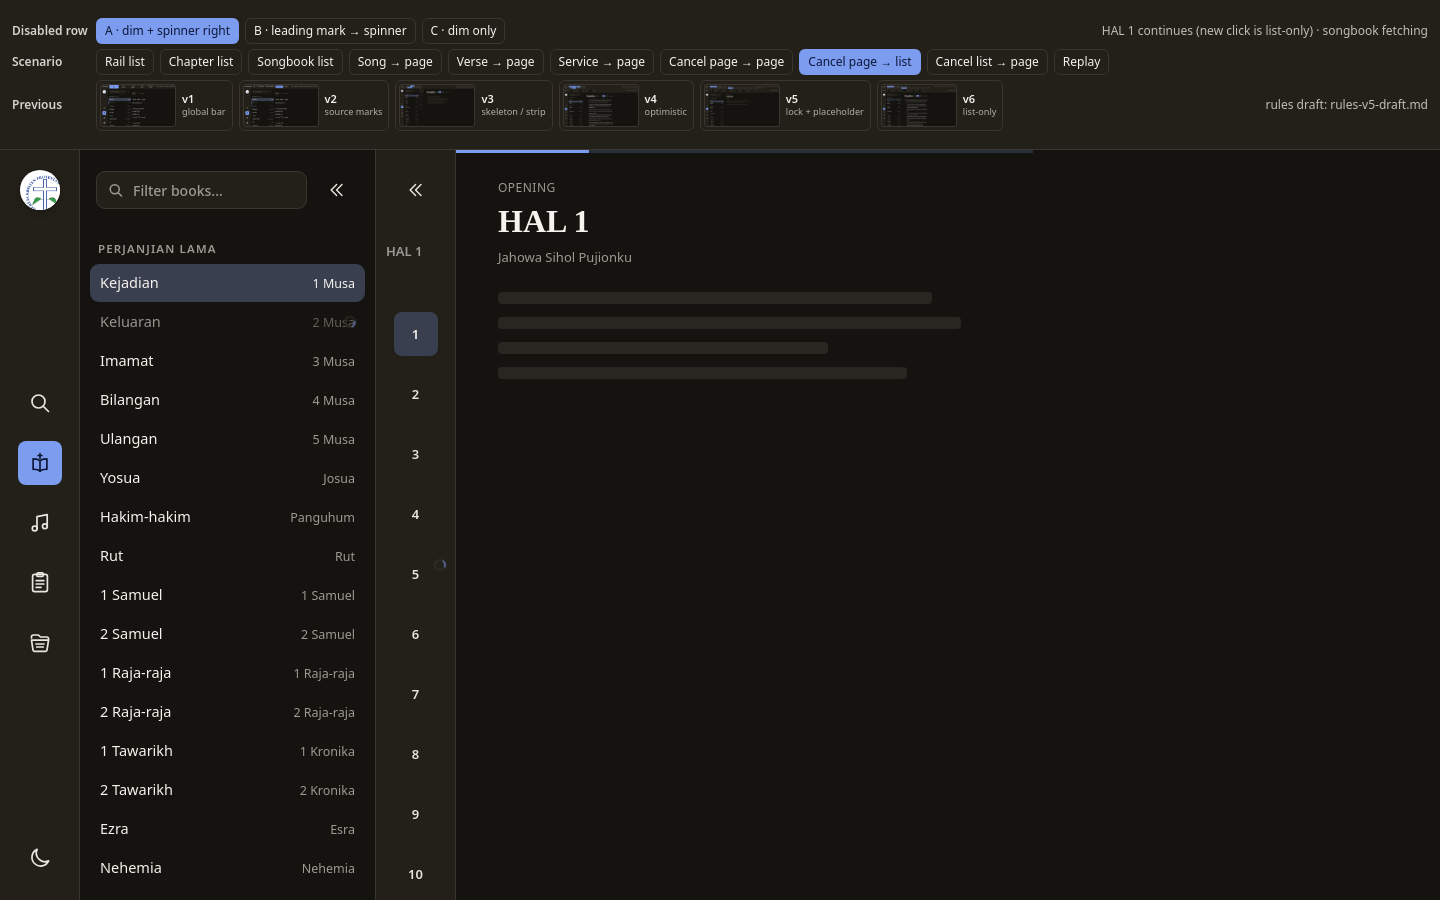 Disabled row
A · dim + spinner right
B · leading mark → spinner
C · dim only
HAL 1 continues (new click is list-only) · songbook fetching
Scenario
Rail list
Chapter list
Songbook list
Song → page
Verse → page
Service → page
Cancel page → page
Cancel page → list
Cancel list → page
Replay
Previous
v1
global bar
v2
source marks
v3
skeleton / strip
v4
optimistic
v5
lock + placeholder
v6
list-only
rules draft: rules-v5-draft.md
Filter books...
PERJANJIAN LAMA
Kejadian 1 Musa
Keluaran 2 Musa
Imamat 3 Musa
Bilangan 4 Musa
Ulangan 5 Musa
Yosua Josua
Hakim-hakim Panguhum
Rut Rut
1 Samuel 1 Samuel
2 Samuel 2 Samuel
1 Raja-raja 1 Raja-raja
2 Raja-raja 2 Raja-raja
1 Tawarikh 1 Kronika
2 Tawarikh 2 Kronika
Ezra Esra
Nehemia Nehemia
HAL 1
1
2
3
4
5
6
7
8
9
10
OPENING
HAL 1
Jahowa Sihol Pujionku